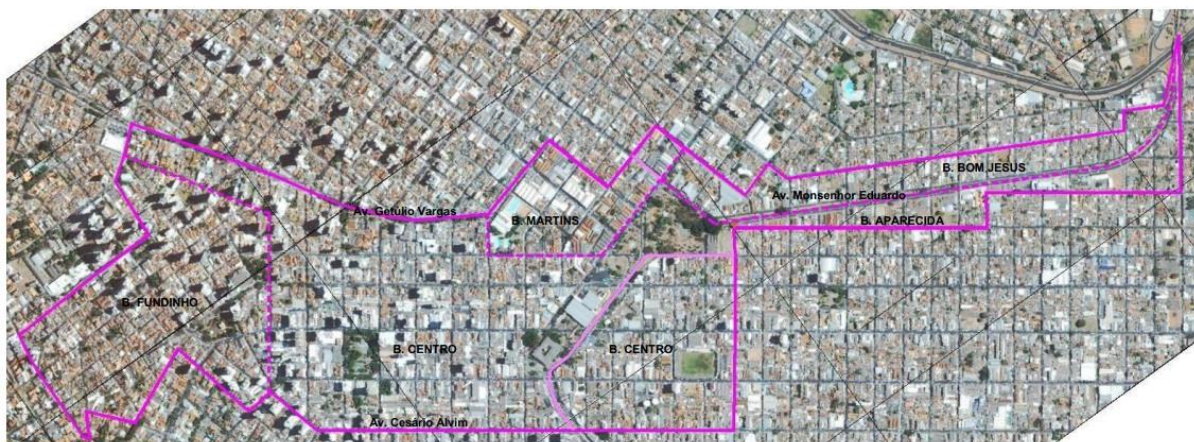 B. BOM JESUS
Av. Monsenhor Eduardo
Av. Getúlio Vargas
B. MARTINS
B. APARECIDA
B. FUNDINHO
B. CENTRO
B. CENTRO
Av. Cesário Alvim